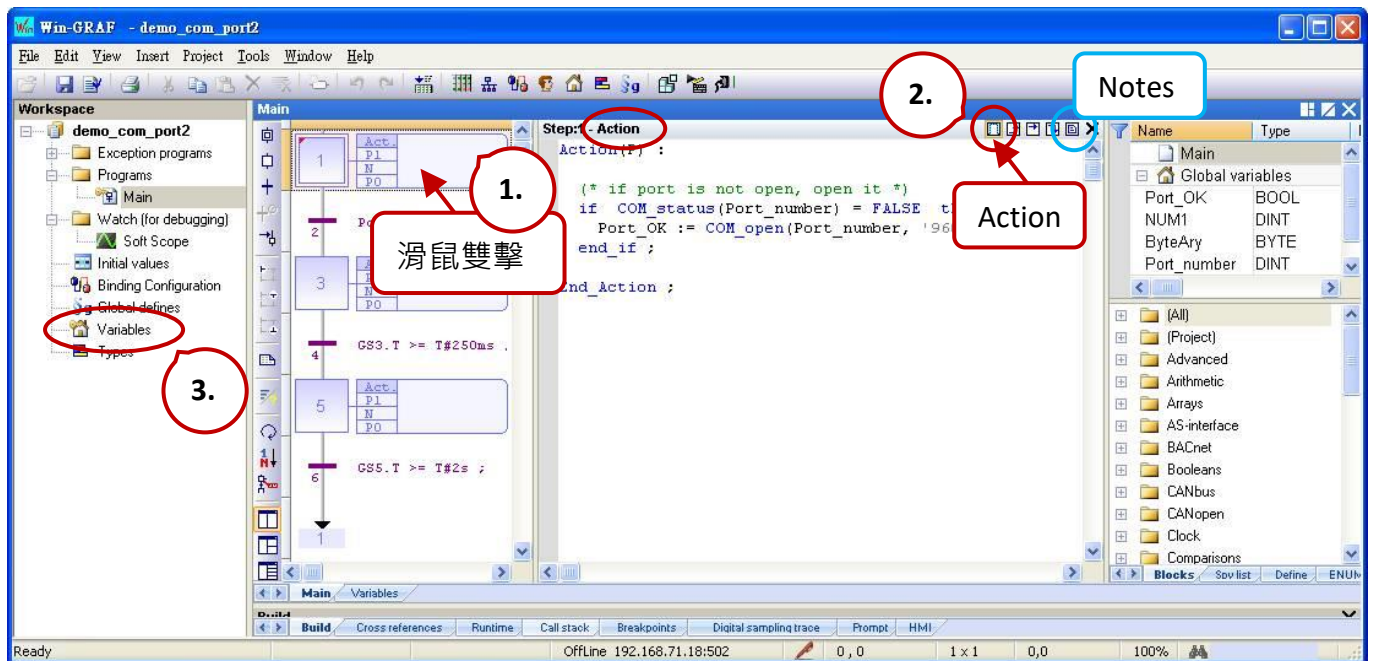 Win-GRAF - demo_com_port2
File Edit View Insert Project Tools Window Help
2.
Notes
Workspace
demo_com_port2
Exception programs
Programs
Main
Watch (for debugging)
Soft Scope
Initial values
Binding Configuration
Global defines
Variables
Types
3.
Main
1
Act.
P1
N
P0
1.
滑鼠雙擊
2
3
N
P0
4
GS3.T >= T#250ms .
5
Act.
P1
N
P0
6
GS5.T >= T#2s ;
1
Step:1 - Action
Action(P) :
(* if port is not open, open it *)
if COM_status(Port_number) = FALSE t
Port_OK := COM_open(Port_number, '96
end_if ;
End_Action ;
Action
Name Type
Main
Global variables
Port_OK BOOL
NUM1 DINT
ByteAry BYTE
Port_number DINT
(All)
(Project)
Advanced
Arithmetic
Arrays
AS-interface
BACnet
Booleans
CANbus
CANopen
Clock
Comparisons
Blocks Spy list Define ENUM
Main Variables
Build
Build Cross references Runtime Call stack Breakpoints Digital sampling trace Prompt HMI
Ready OffLine 192.168.71.18:502 0 , 0 1 x 1 0,0 100%